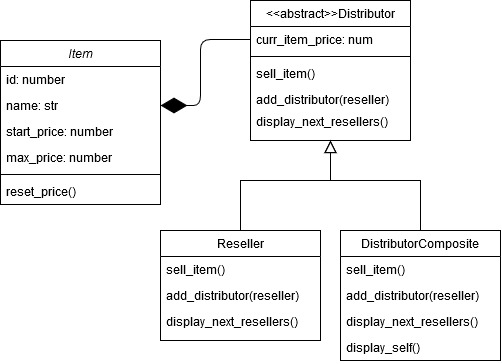 <<abstract>>Distributor
curr_item_price: num
sell_item()
add_distributor(reseller)
display_next_resellers()
Item
id: number
name: str
start_price: number
max_price: number
reset_price()
Reseller
sell_item()
add_distributor(reseller)
display_next_resellers()
DistributorComposite
sell_item()
add_distributor(reseller)
display_next_resellers()
display_self()